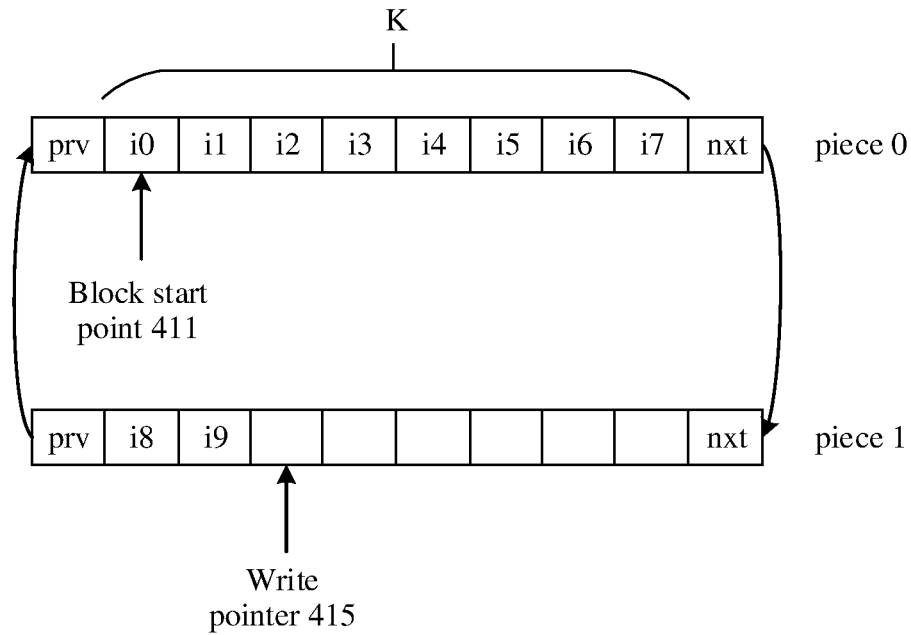 K
prv i0 i1 i2 i3 i4 i5 i6 i7 nxt piece 0
Block start
point 411
prv i8 i9 nxt piece 1
Write
pointer 415